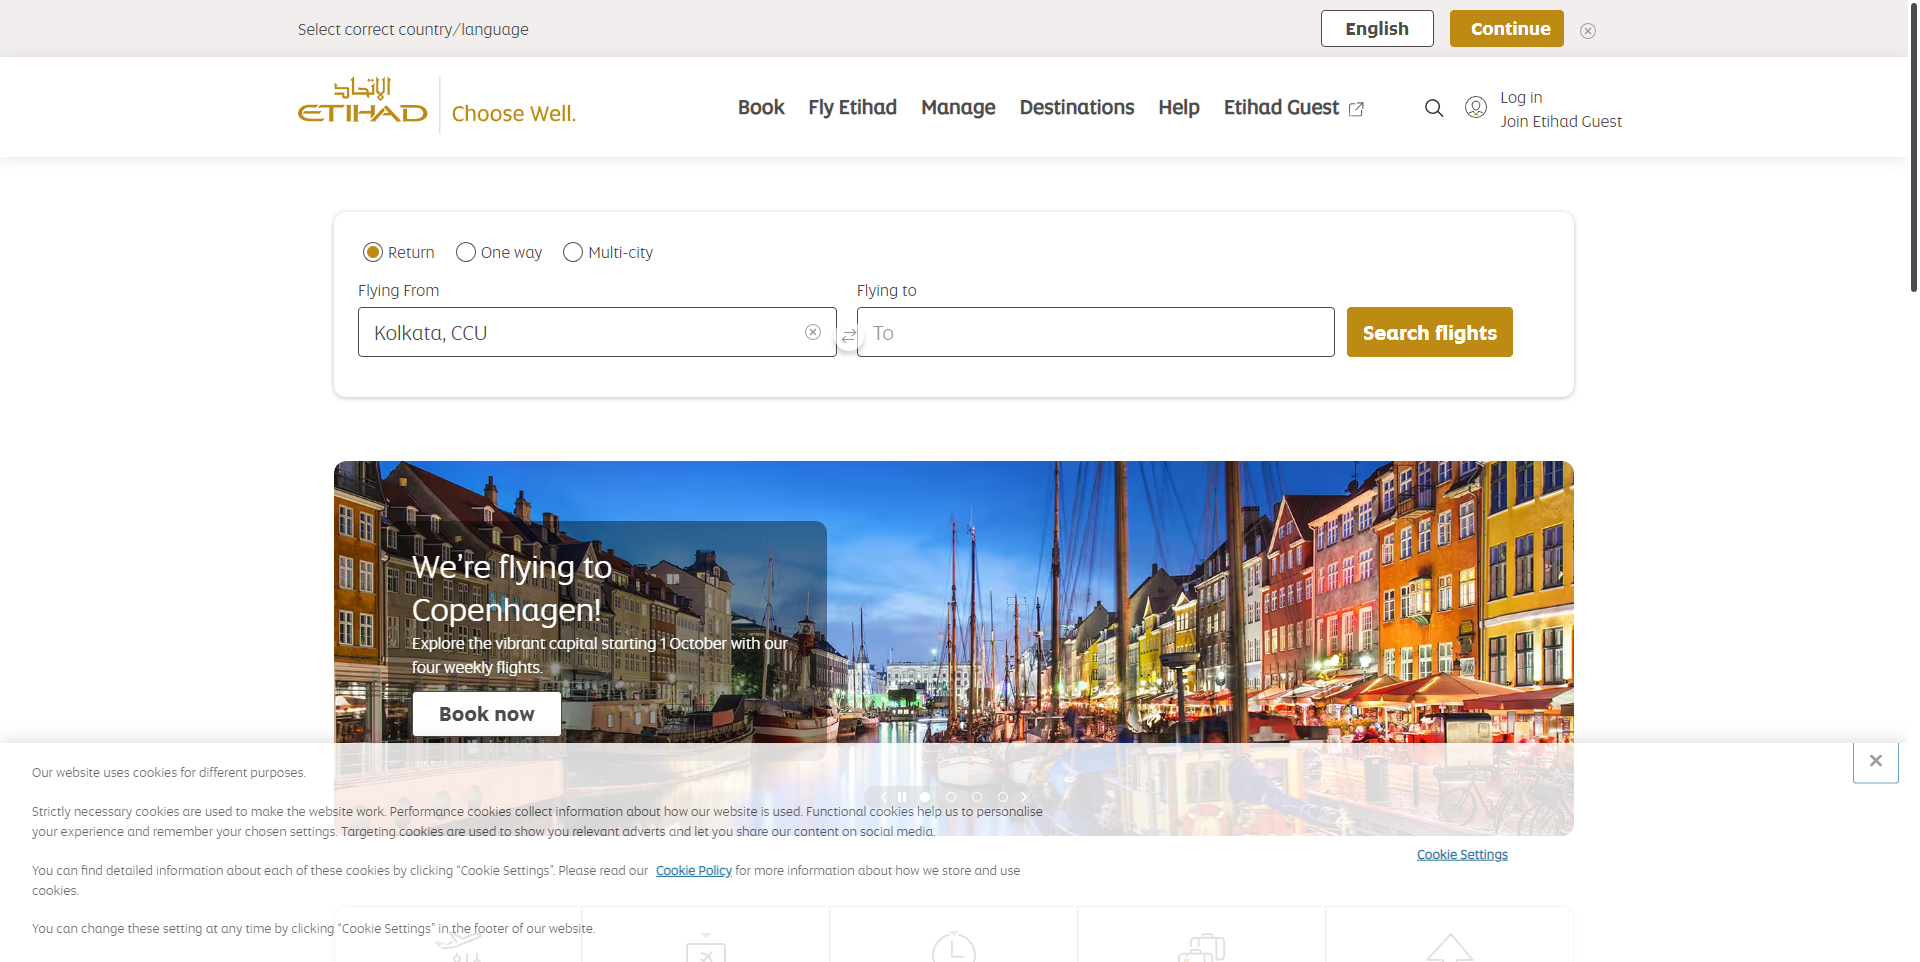 Select correct country/language
English
Continue
الإتحاد
ETIHAD
Choose Well.
Book
Fly Etihad
Manage
Destinations
Help
Etihad Guest
Log in
Join Etihad Guest
Return
One way
Multi-city
Flying From
Flying to
Kolkata, CCU
To
Search flights
We're flying to
Copenhagen!
Explore the vibrant capital starting 1 October with our
four weekly flights.
Book now
Our website uses cookies for different purposes.
Strictly necessary cookies are used to make the website work. Performance cookies collect information about how our website is used. Functional cookies help us to personalise
your experience and remember your chosen settings. Targeting cookies are used to show you relevant adverts and let you share our content on social media.
Cookie Settings
You can find detailed information about each of these cookies by clicking “Cookie Settings”. Please read our Cookie Policy for more information about how we store and use
cookies.
You can change these setting at any time by clicking “Cookie Settings” in the footer of our website.